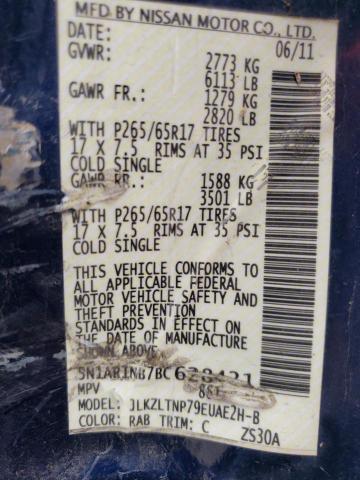 MFD BY NISSAN MOTOR CO., LTD.
DATE: 06/11
GVWR: 2773 KG
6113 LB
GAWR FR.: 1279 KG
2820 LB
WITH P265/65R17 TIRES
17 X 7.5 RIMS AT 35 PSI
COLD SINGLE
GAWR RR.: 1588 KG
3501 LB
WITH P265/65R17 TIRES
17 X 7.5 RIMS AT 35 PSI
COLD SINGLE
THIS VEHICLE CONFORMS TO
ALL APPLICABLE FEDERAL
MOTOR VEHICLE SAFETY AND
THEFT PREVENTION
STANDARDS IN EFFECT ON
THE DATE OF MANUFACTURE
SHOWN ABOVE.
MPV
MODEL: JLKZLTNP79EUAE2H-B
COLOR: RAB TRIM: C ZS30A